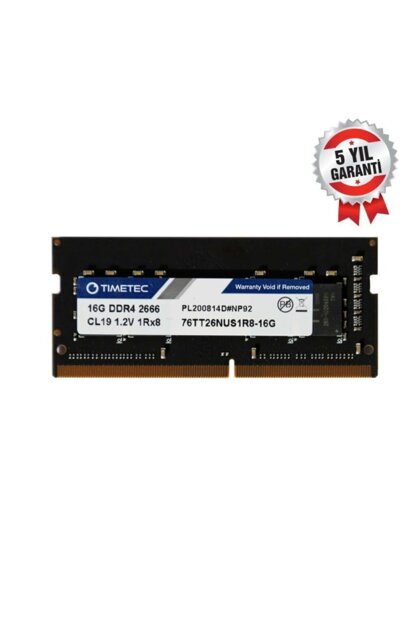 5 YIL
GARANTİ
TIMETEC
Warranty Void if Removed
16G DDR4 2666
PL200814D#NP92
CL19 1.2V 1Rx8
76TT26NUS1R8-16G
PB